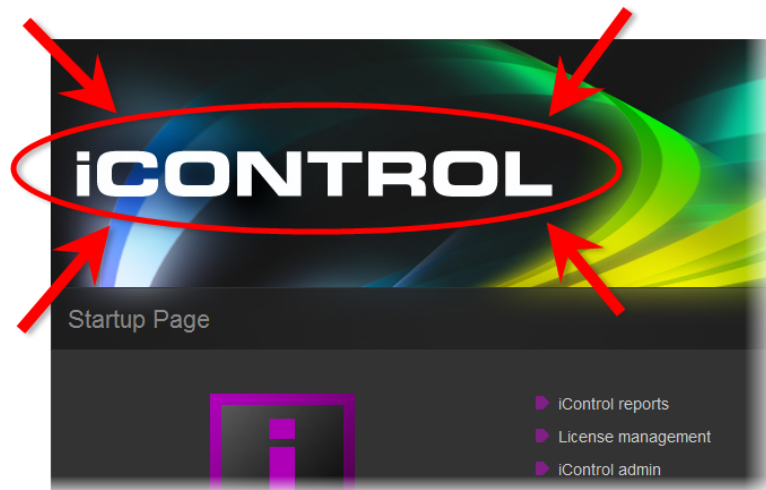 iCONTROL
Startup Page
iControl reports
License management
iControl admin